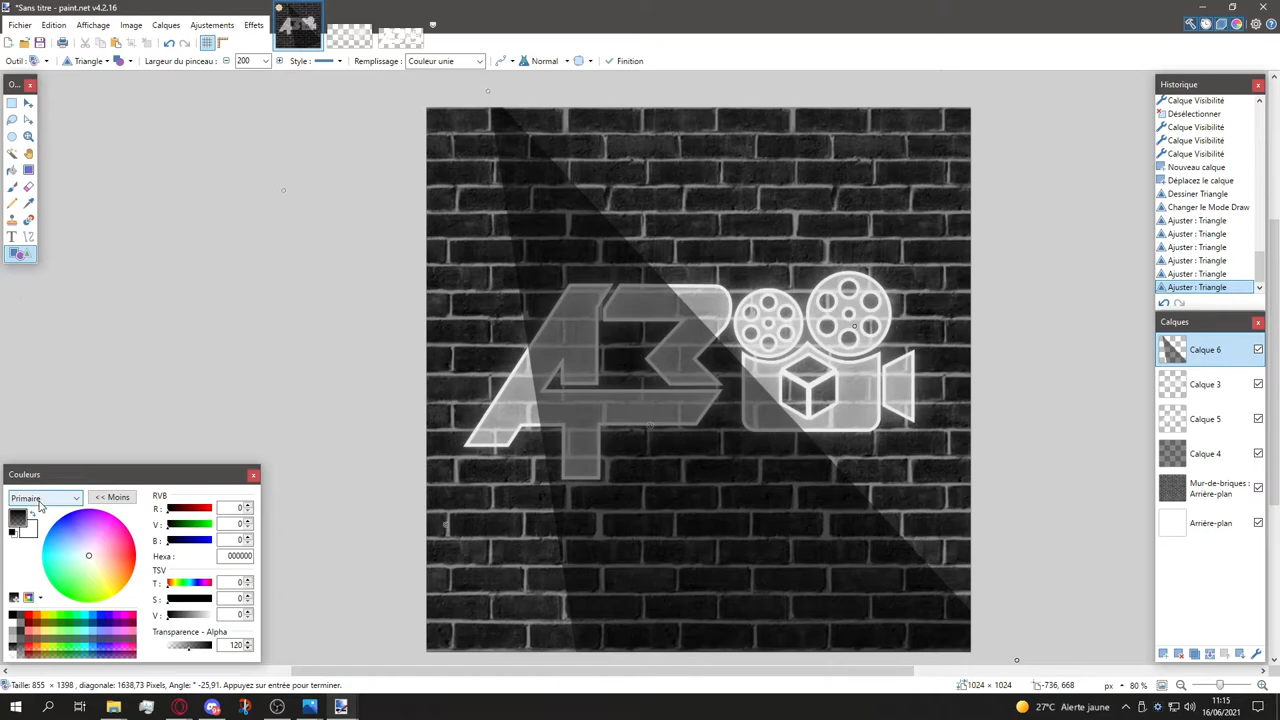 *Sans titre - paint.net v4.2.16
Fichier Edition Affichage Image Calques Ajustements Effets
Outil : Triangle Largeur du pinceau : 200 Style : Remplissage : Couleur unie Normal Finition
O...
Historique
Calque Visibilité
Désélectionner
Calque Visibilité
Calque Visibilité
Calque Visibilité
Nouveau calque
Déplacez le calque
Dessiner Triangle
Changer le Mode Draw
Ajuster : Triangle
Ajuster : Triangle
Ajuster : Triangle
Ajuster : Triangle
Ajuster : Triangle
Ajuster : Triangle
Calques
Calque 6
Calque 3
Calque 5
Calque 4
Mur-de-briques :
Arrière-plan
Arrière-plan
Couleurs
Primaire
<< Moins
RVB
R : 0
V : 0
B : 0
Hexa : 000000
TSV
T : 0
S : 0
V : 0
Transparence - Alpha
120
Taille: 855 x 1398, diagonale: 1638,73 Pixels, Angle: ° -25,91. Appuyez sur entrée pour terminer.
1024 × 1024
-736, 668
px
80 %
27°C Alerte jaune
11:15
16/06/2021